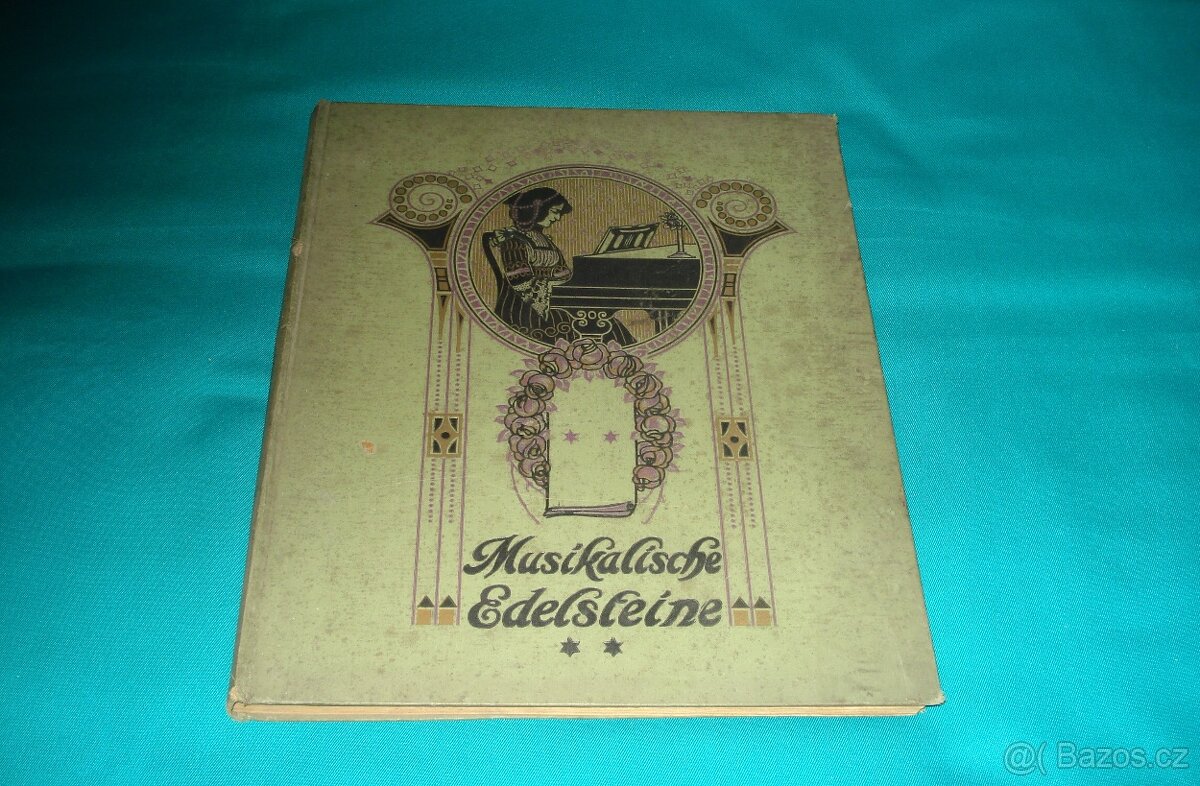 Musikalische
Edelsteine
@( Bazos.cz